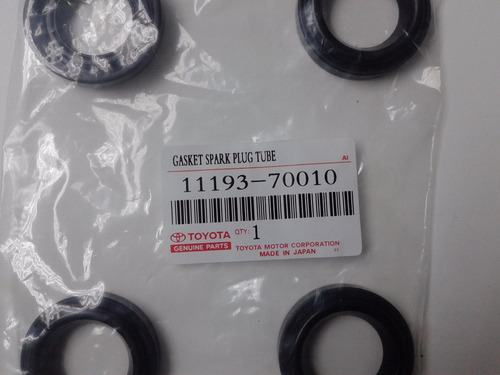 GASKET SPARK PLUG TUBE AI
11193-70010
TOYOTA QTY: 1
GENUINE PARTS TOYOTA MOTOR CORPORATION
MADE IN JAPAN